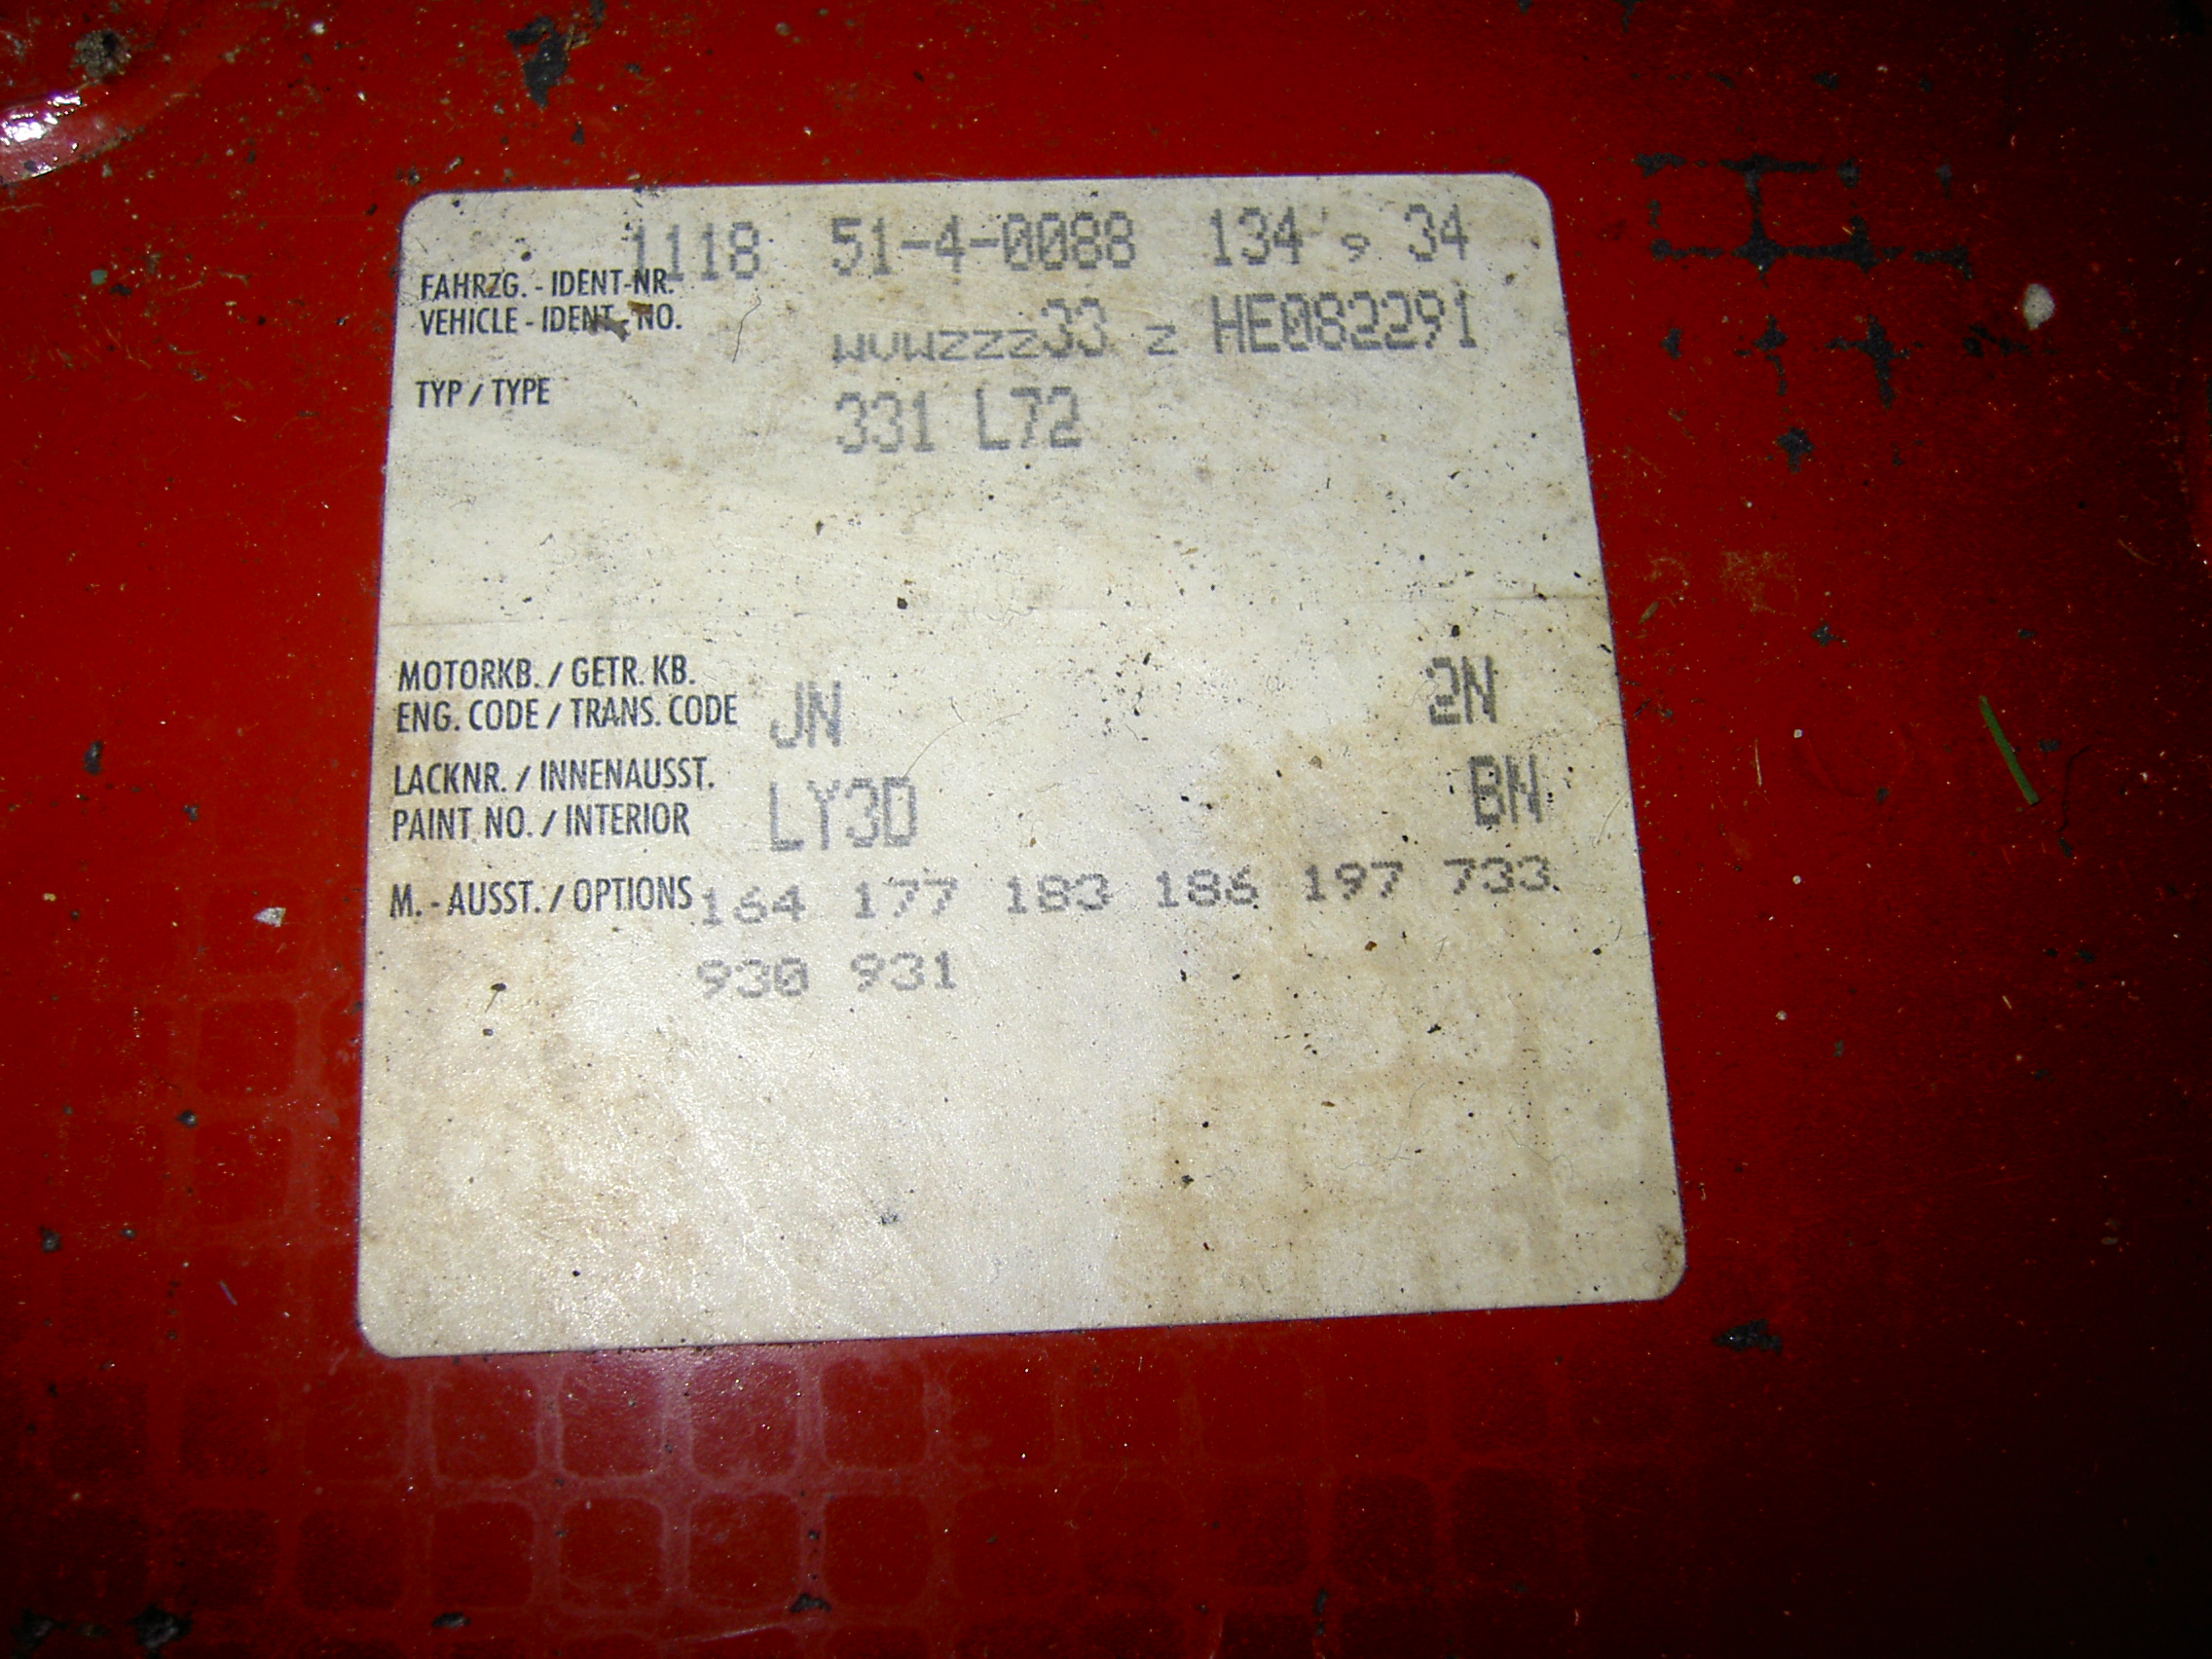 1118 51-4-0088 134 9 34
FAHRZG. - IDENT-NR.
VEHICLE - IDENT - NO. WVWZZZ33 Z HE082291
TYP / TYPE 331 L72
MOTORKB. / GETR. KB.
ENG. CODE / TRANS. CODE JN 2N
LACKNR. / INNENAUSST.
PAINT NO. / INTERIOR LY3D BN
M. - AUSST. / OPTIONS 164 177 183 186 197 733
930 931